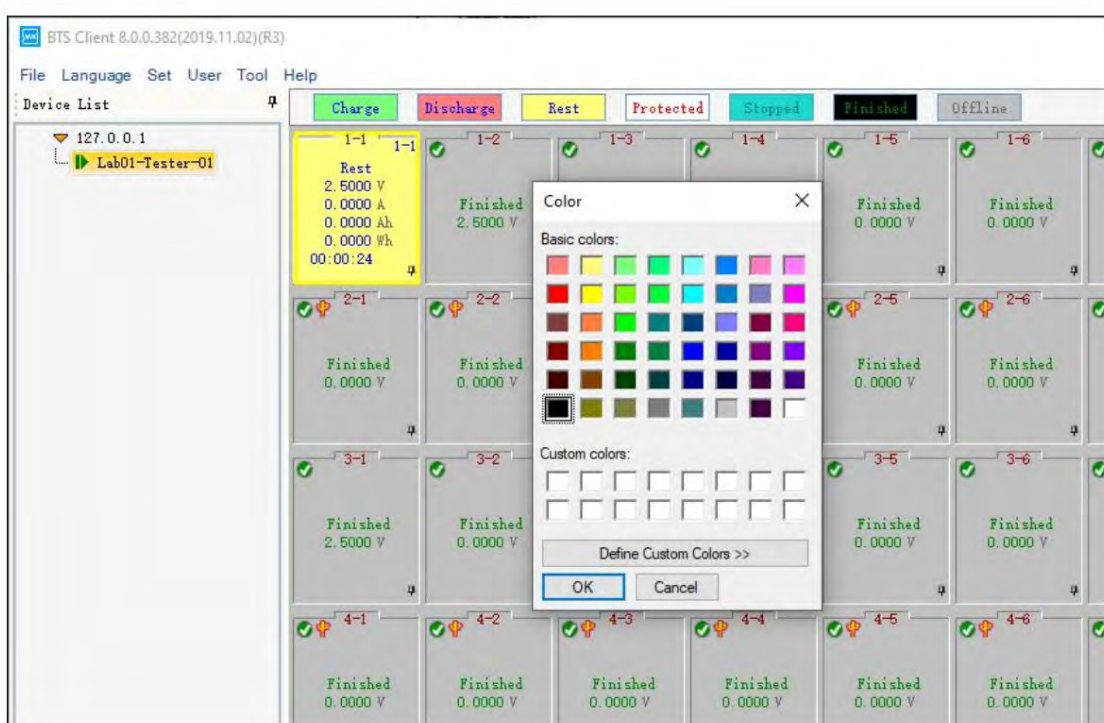 BTS Client 8.0.0.382(2019.11.02)(R3)
File Language Set User Tool Help
Device List
Charge Discharge Rest Protected Stopped Finished Offline
127.0.0.1
Lab01-Tester-01
1-1 1-1 1-2 1-3 1-4 1-5 1-6
Rest
2.5000 V
0.0000 A
0.0000 Ah
0.0000 Wh
00:00:24
Finished
2.5000 V
Finished
0.0000 V
Finished
0.0000 V
Color
Basic colors:
Custom colors:
Define Custom Colors >>
OK Cancel
2-1 2-2 2-5 2-6
Finished Finished Finished Finished
0.0000 V 0.0000 V 0.0000 V 0.0000 V
3-1 3-2 3-5 3-6
Finished Finished Finished Finished
2.5000 V 0.0000 V 0.0000 V 0.0000 V
4-1 4-2 4-3 4-4 4-5 4-6
Finished Finished Finished Finished Finished Finished
0.0000 V 0.0000 V 0.0000 V 0.0000 V 0.0000 V 0.0000 V